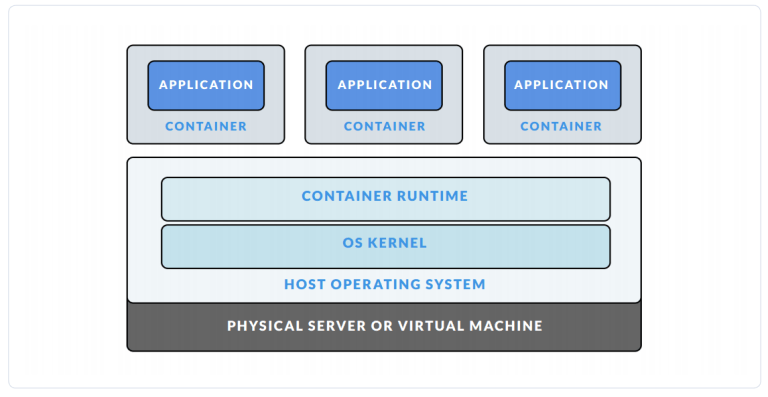 APPLICATION
APPLICATION
APPLICATION
CONTAINER
CONTAINER
CONTAINER
CONTAINER RUNTIME
OS KERNEL
HOST OPERATING SYSTEM
PHYSICAL SERVER OR VIRTUAL MACHINE